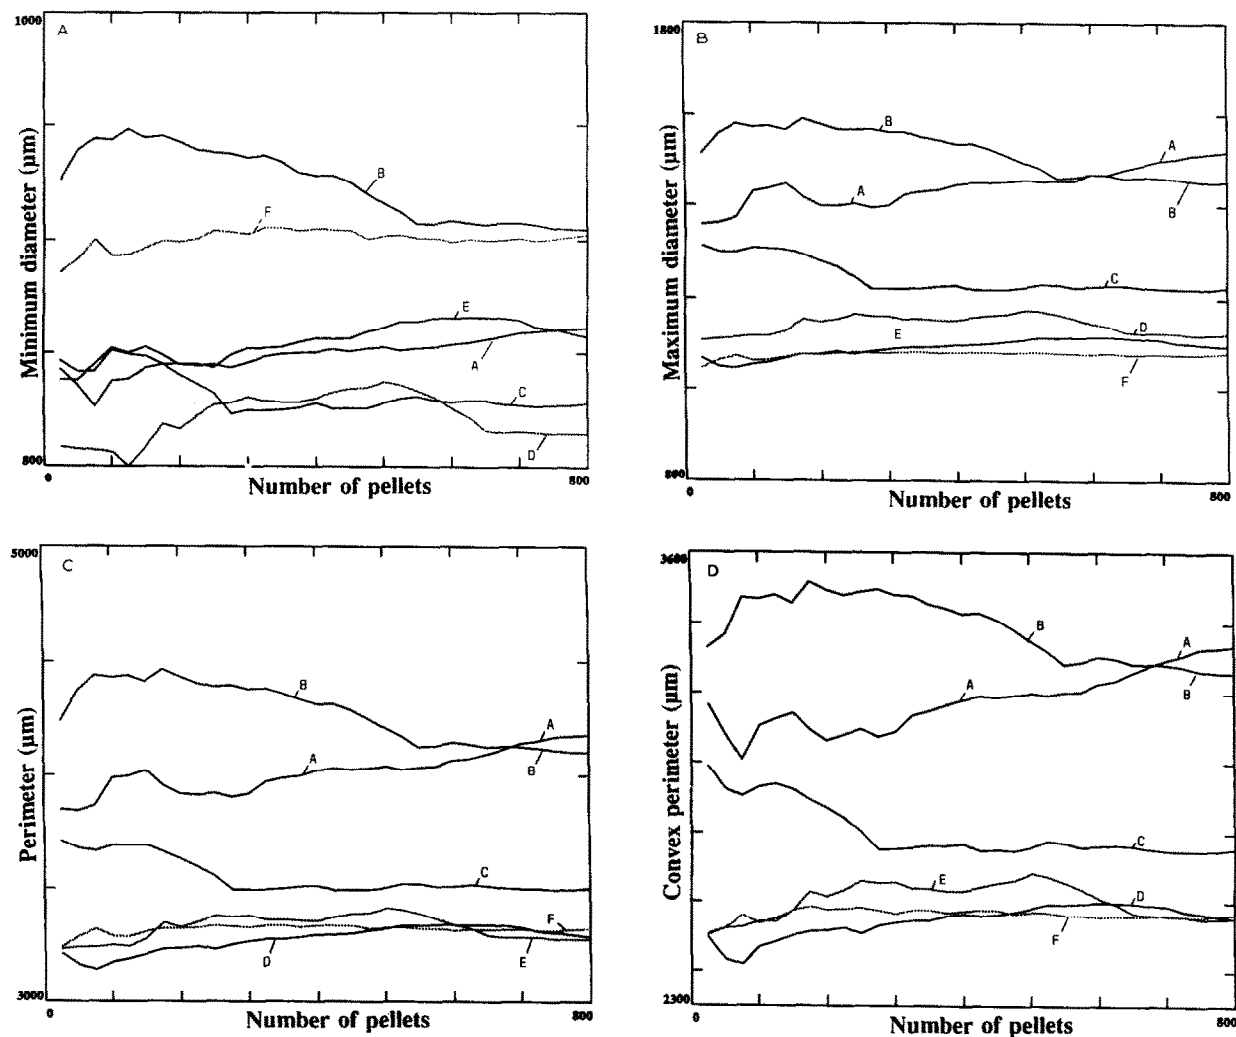 1000
A
Minimum diameter (µm)
B
F
E
A
C
D
800
0
Number of pellets
800
1800
B
Maximum diameter (µm)
B
A
A
B
C
D
E
F
800
0
Number of pellets
800
5000
C
Perimeter (µm)
B
A
A
B
C
F
D
E
3000
0
Number of pellets
800
3600
D
Convex perimeter (µm)
B
A
A
B
C
E
D
F
2300
0
Number of pellets
800